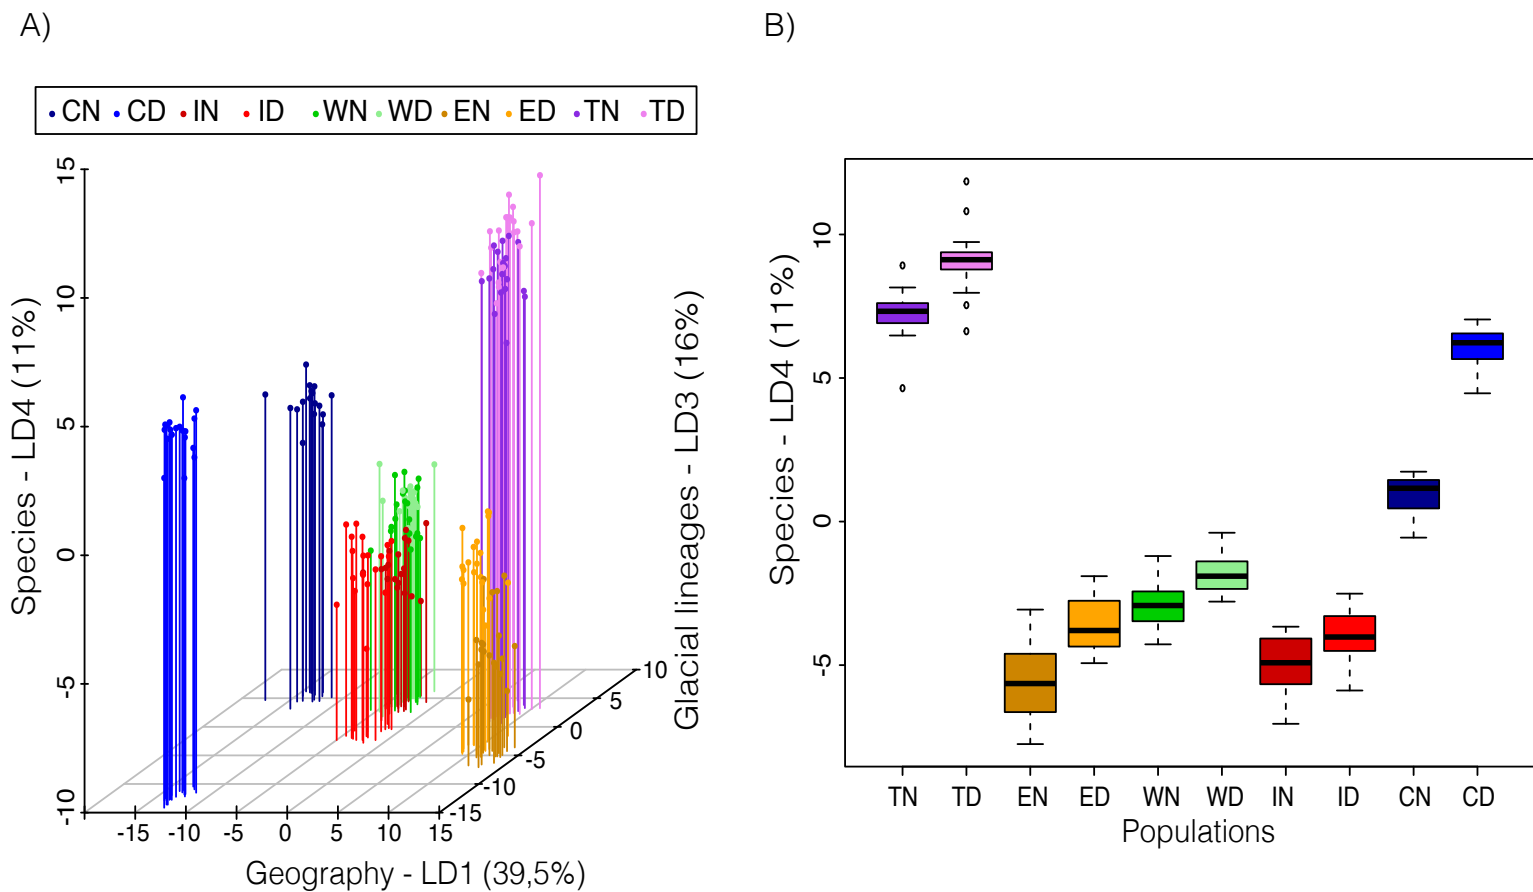 A)
B)
CN CD IN ID WN WD EN ED TN TD
15
10
5
0
-5
-10
Species - LD4 (11%)
-15 -10 -5 0 5 10 15
Geography - LD1 (39,5%)
-15
-10
-5
0
5
10
Glacial lineages - LD3 (16%)
10
5
0
-5
Species - LD4 (11%)
TN TD EN ED WN WD IN ID CN CD
Populations